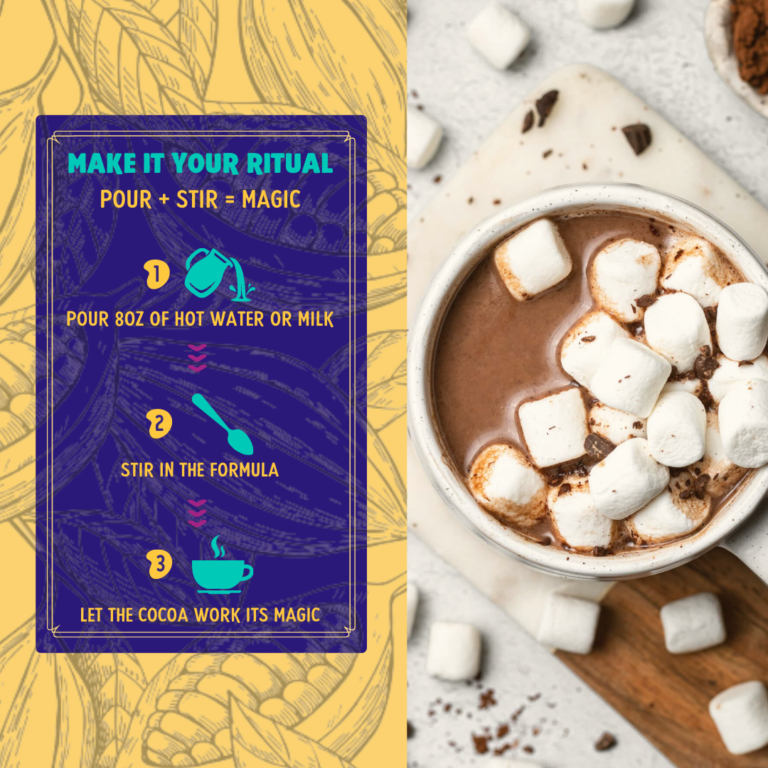 MAKE IT YOUR RITUAL
POUR + STIR = MAGIC
1
POUR 8OZ OF HOT WATER OR MILK
2
STIR IN THE FORMULA
3
LET THE COCOA WORK ITS MAGIC